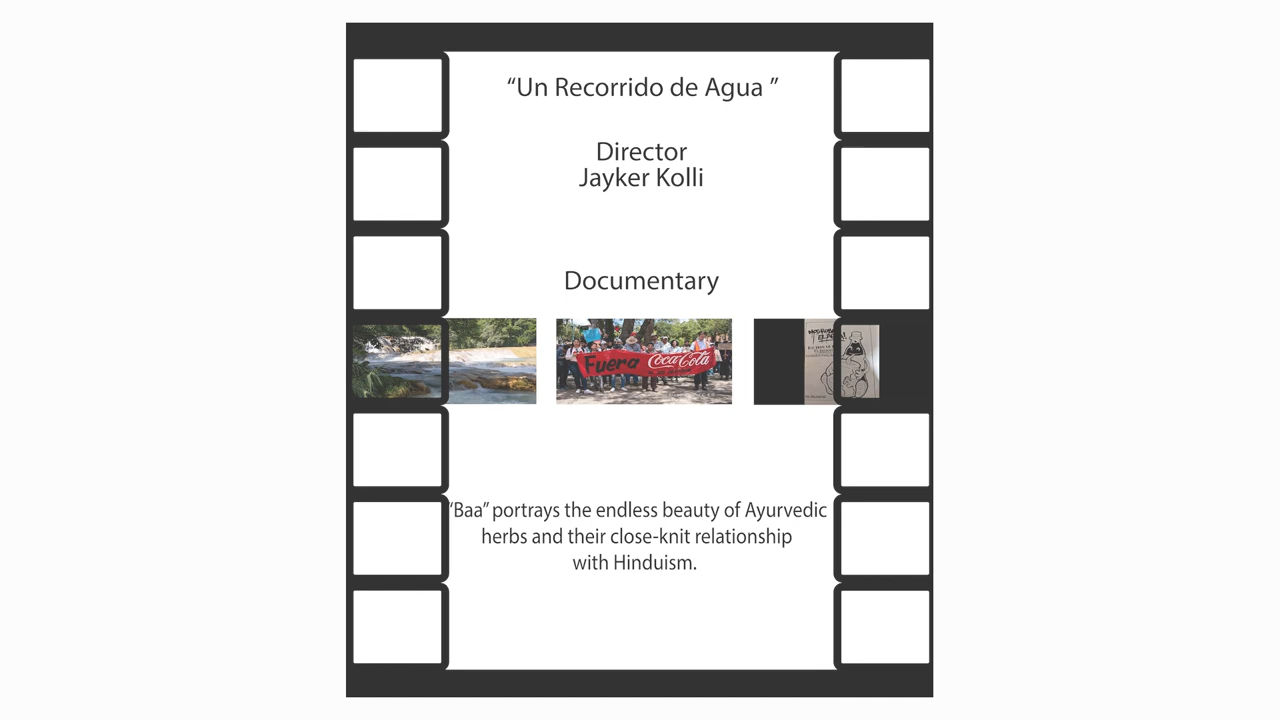 “Un Recorrido de Agua ”
Director
Jayker Kolli
Documentary
Fuera Coca-Cola
“Baa” portrays the endless beauty of Ayurvedic
herbs and their close-knit relationship
with Hinduism.